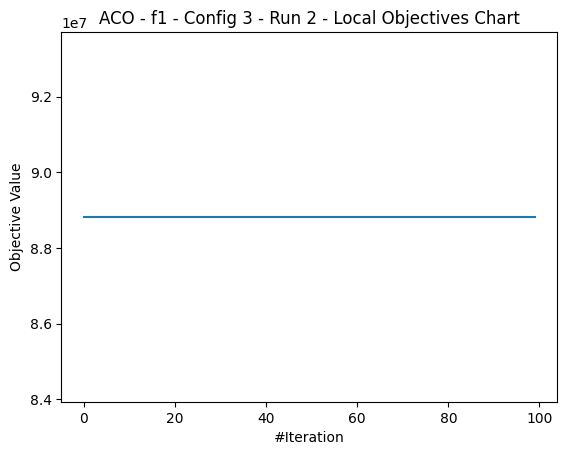 ACO - f1 - Config 3 - Run 2 - Local Objectives Chart
1e7
9.2
9.0
8.8
8.6
8.4
Objective Value
0 20 40 60 80 100
#Iteration